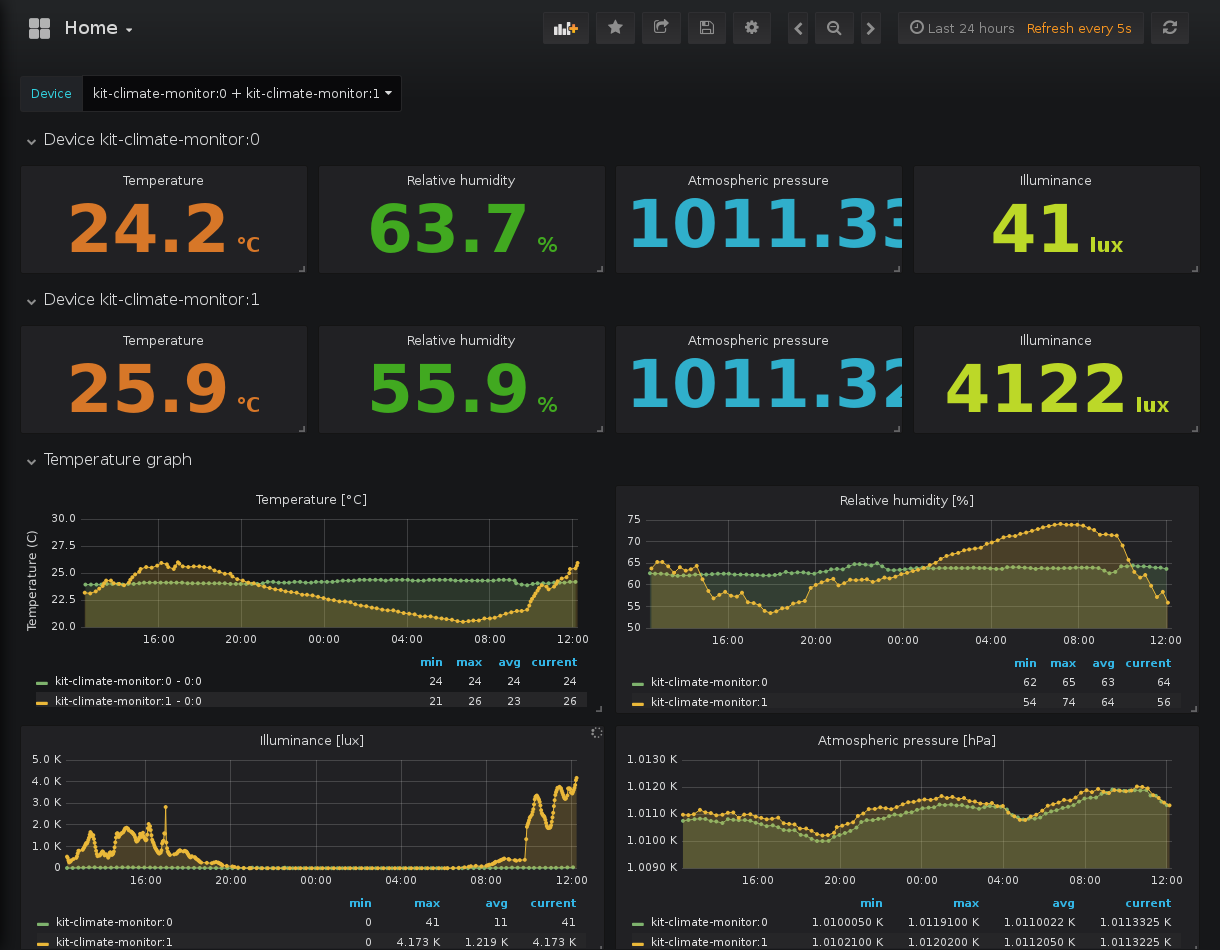 Home
Last 24 hours Refresh every 5s
Device kit-climate-monitor:0 + kit-climate-monitor:1
Device kit-climate-monitor:0
Temperature Relative humidity Atmospheric pressure Illuminance
24.2 °C 63.7 % 1011.33 41 lux
Device kit-climate-monitor:1
Temperature Relative humidity Atmospheric pressure Illuminance
25.9 °C 55.9 % 1011.32 4122 lux
Temperature graph
Temperature [°C]
Temperature (C)
30.0
27.5
25.0
22.5
20.0
16:00 20:00 00:00 04:00 08:00 12:00
min max avg current
kit-climate-monitor:0 - 0:0 24 24 24 24
kit-climate-monitor:1 - 0:0 21 26 23 26
Relative humidity [%]
75
70
65
60
55
50
16:00 20:00 00:00 04:00 08:00 12:00
min max avg current
kit-climate-monitor:0 62 65 63 64
kit-climate-monitor:1 54 74 64 56
Illuminance [lux]
5.0 K
4.0 K
3.0 K
2.0 K
1.0 K
0
16:00 20:00 00:00 04:00 08:00 12:00
min max avg current
kit-climate-monitor:0 0 41 11 41
kit-climate-monitor:1 0 4.173 K 1.219 K 4.173 K
Atmospheric pressure [hPa]
1.0130 K
1.0120 K
1.0110 K
1.0100 K
1.0090 K
16:00 20:00 00:00 04:00 08:00 12:00
min max avg current
kit-climate-monitor:0 1.0100050 K 1.0119100 K 1.0110022 K 1.0113325 K
kit-climate-monitor:1 1.0102100 K 1.0120200 K 1.0112050 K 1.0113225 K